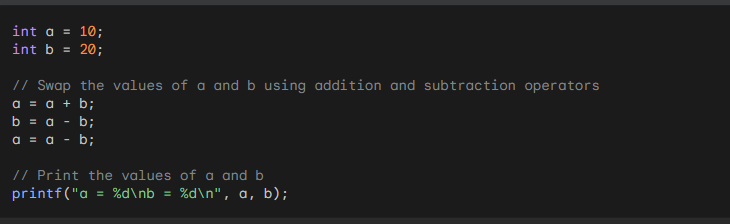 int a = 10;
int b = 20;
// Swap the values of a and b using addition and subtraction operators
a = a + b;
b = a - b;
a = a - b;
// Print the values of a and b
printf("a = %d\nb = %d\n", a, b);